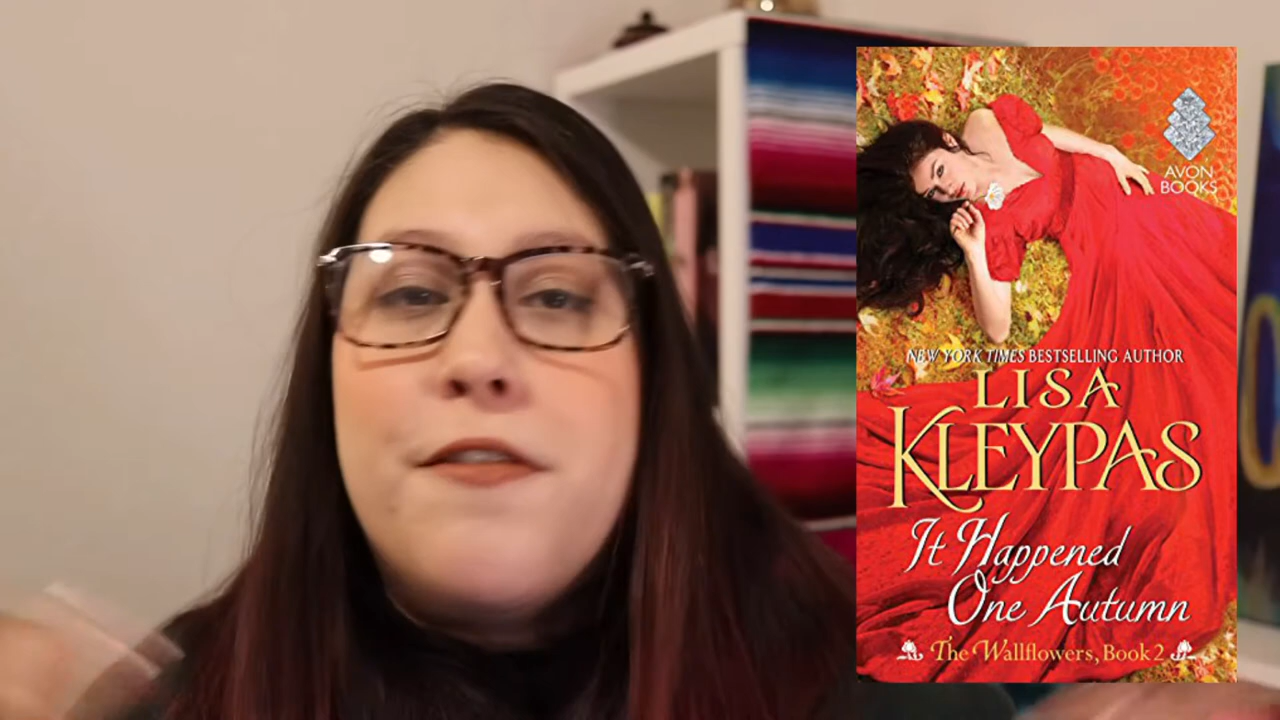 AVON
BOOKS
NEW YORK TIMES BESTSELLING AUTHOR
LISA
KLEYPAS
It Happened
One Autumn
The Wallflowers, Book 2